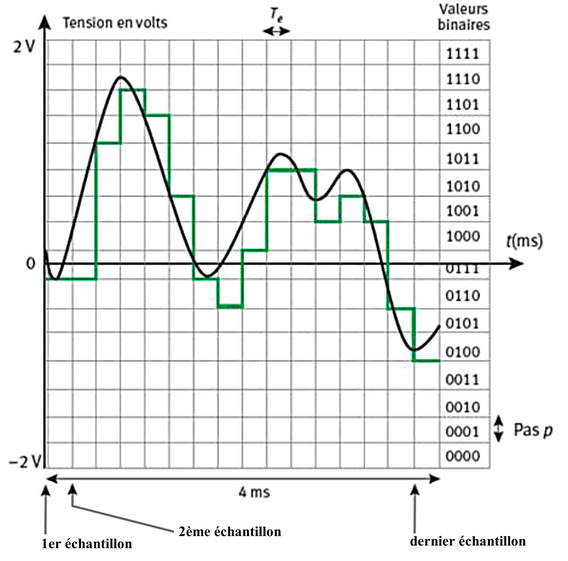 Tension en volts
Te
Valeurs
binaires
2 V
1111
1110
1101
1100
1011
1010
1001
1000
t(ms)
0
0111
0110
0101
0100
0011
0010
0001
Pas p
0000
−2 V
4 ms
1er échantillon
2ème échantillon
dernier échantillon